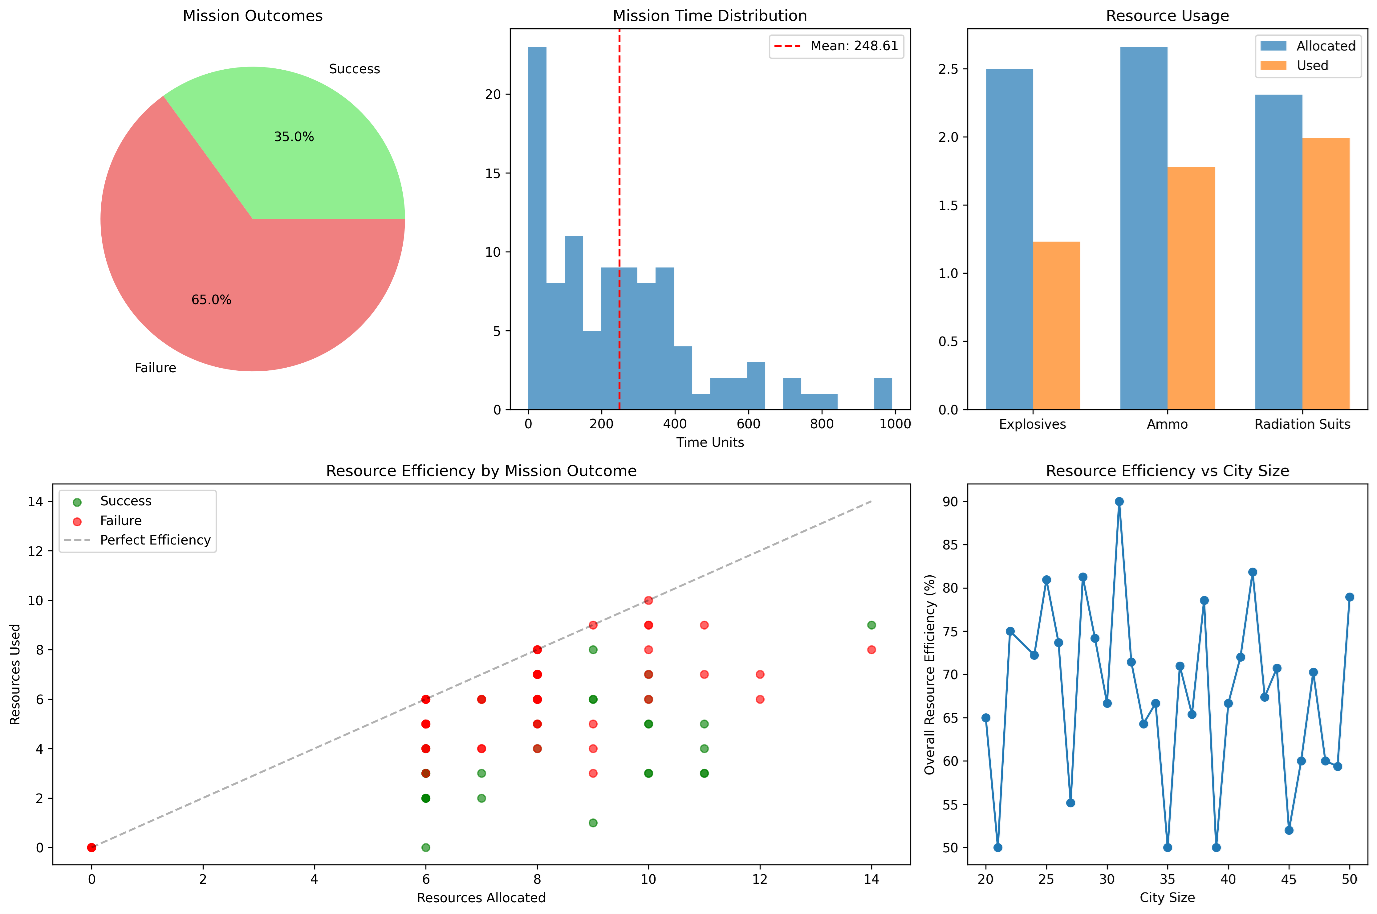 Mission Outcomes
Success
35.0%
65.0%
Failure
Mission Time Distribution
Mean: 248.61
20
15
10
5
0
0 200 400 600 800 1000
Time Units
Resource Usage
Allocated
Used
2.5
2.0
1.5
1.0
0.5
0.0
Explosives Ammo Radiation Suits
Resource Efficiency by Mission Outcome
Success
Failure
Perfect Efficiency
Resources Used
14
12
10
8
6
4
2
0
0 2 4 6 8 10 12 14
Resources Allocated
Resource Efficiency vs City Size
Overall Resource Efficiency (%)
90
85
80
75
70
65
60
55
50
20 25 30 35 40 45 50
City Size